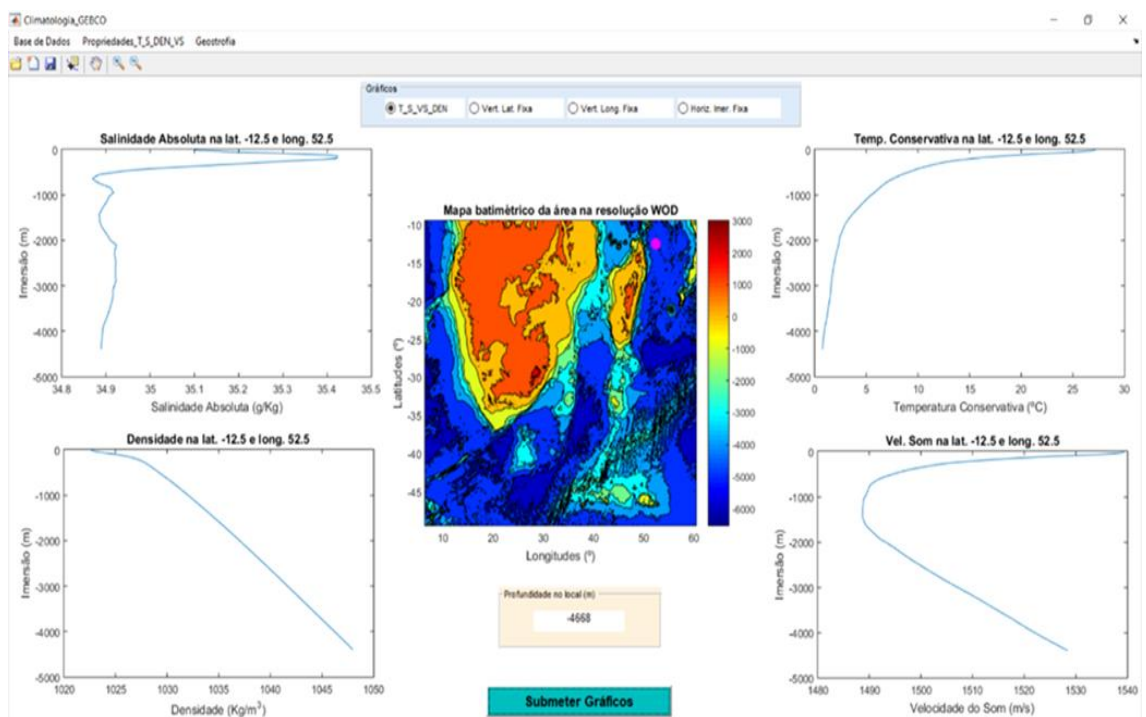 Climatologia_GEBCO
Base de Dados Propriedades_T_S_DEN_VS Geostrofia
Gráficos
T_S_VS_DEN Vert. Lat. Fixa Vert. Long. Fixa Horiz. Imer. Fixa
Salinidade Absoluta na lat. -12.5 e long. 52.5
0
-1000
-2000
-3000
-4000
-5000
Imersão (m)
34.8 34.9 35 35.1 35.2 35.3 35.4 35.5
Salinidade Absoluta (g/Kg)
Mapa batimètrico da área na resolução WOD
-10
-15
-20
-25
-30
-35
-40
-45
Latitudes (º)
10 20 30 40 50 60
Longitudes (º)
3000
2000
1000
0
-1000
-2000
-3000
-4000
-5000
-6000
Temp. Conservativa na lat. -12.5 e long. 52.5
0
-1000
-2000
-3000
-4000
-5000
Imersão (m)
0 5 10 15 20 25 30
Temperatura Conservativa (ºC)
Densidade na lat. -12.5 e long. 52.5
0
-1000
-2000
-3000
-4000
-5000
Imersão (m)
1020 1025 1030 1035 1040 1045 1050
Densidade (Kg/m³)
Profundidade no local (m)
-4668
Submeter Gráficos
Vel. Som na lat. -12.5 e long. 52.5
0
-1000
-2000
-3000
-4000
-5000
Imersão (m)
1480 1490 1500 1510 1520 1530 1540
Velocidade do Som (m/s)